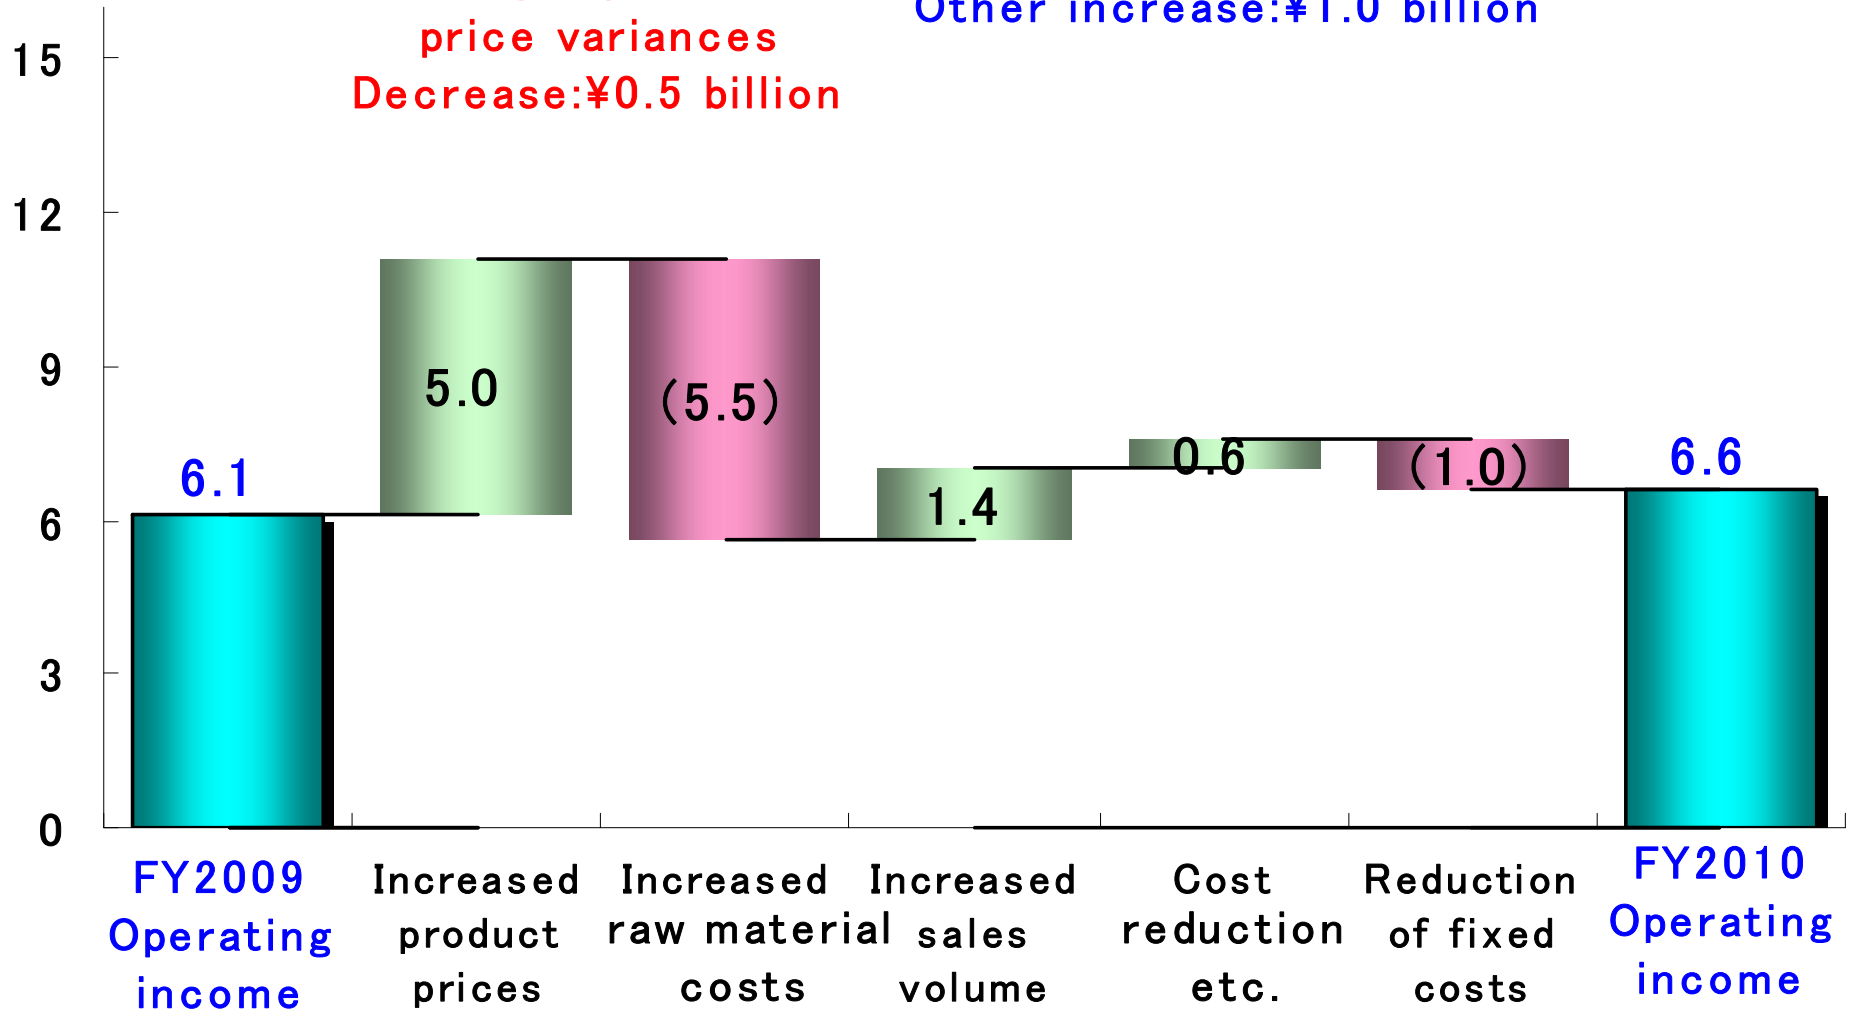 Other increase:¥1.0 billion
price variances
Decrease:¥0.5 billion
15
12
9
6
3
0
6.1
5.0
(5.5)
1.4
0.6
(1.0)
6.6
FY2009
Operating
income
Increased
product
prices
Increased
raw material
costs
Increased
sales
volume
Cost
reduction
etc.
Reduction
of fixed
costs
FY2010
Operating
income